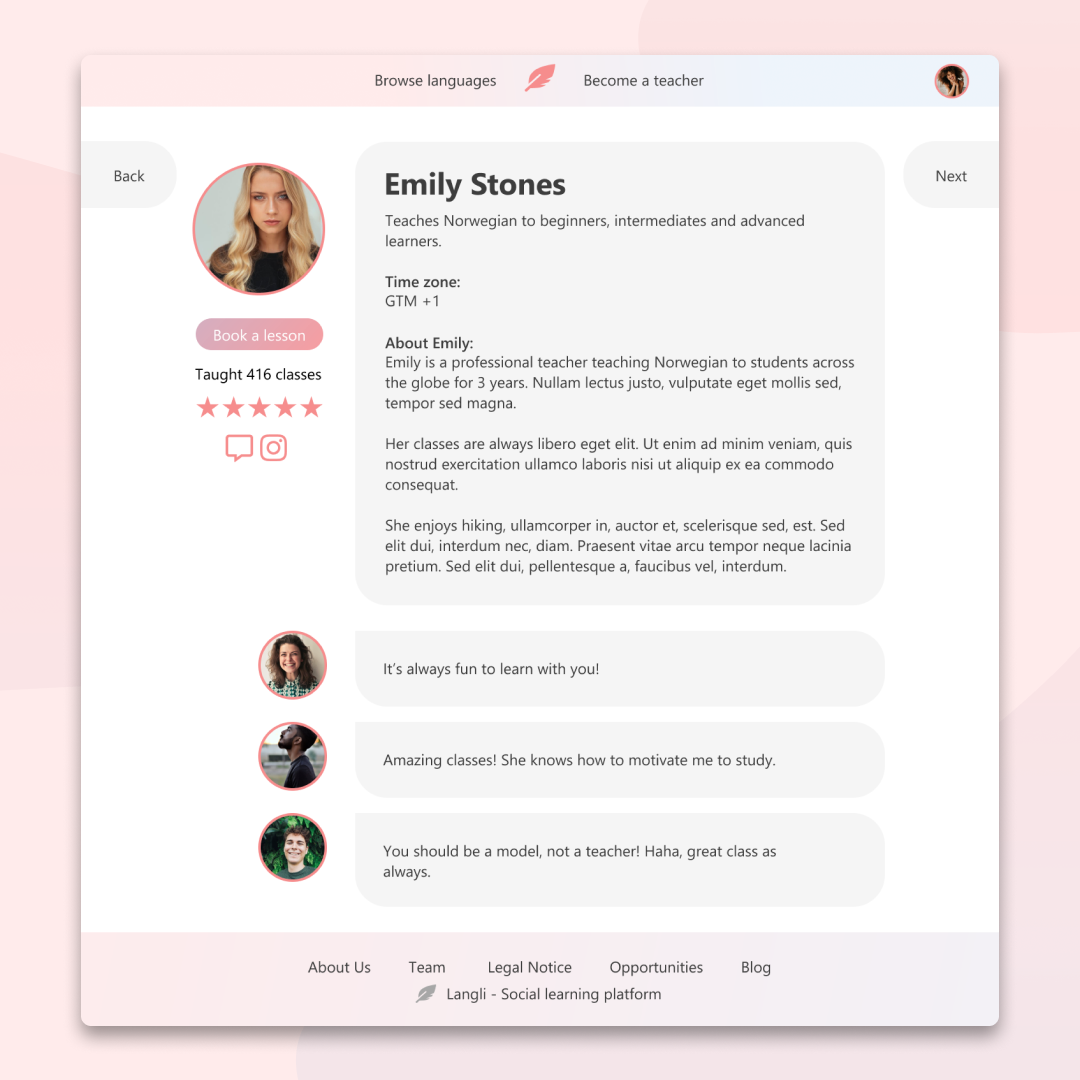 Browse languages
Become a teacher
Back
Next
Book a lesson
Taught 416 classes
Emily Stones
Teaches Norwegian to beginners, intermediates and advanced
learners.
Time zone:
GTM +1
About Emily:
Emily is a professional teacher teaching Norwegian to students across
the globe for 3 years. Nullam lectus justo, vulputate eget mollis sed,
tempor sed magna.
Her classes are always libero eget elit. Ut enim ad minim veniam, quis
nostrud exercitation ullamco laboris nisi ut aliquip ex ea commodo
consequat.
She enjoys hiking, ullamcorper in, auctor et, scelerisque sed, est. Sed
elit dui, interdum nec, diam. Praesent vitae arcu tempor neque lacinia
pretium. Sed elit dui, pellentesque a, faucibus vel, interdum.
It’s always fun to learn with you!
Amazing classes! She knows how to motivate me to study.
You should be a model, not a teacher! Haha, great class as
always.
About Us
Team
Legal Notice
Opportunities
Blog
Langli - Social learning platform